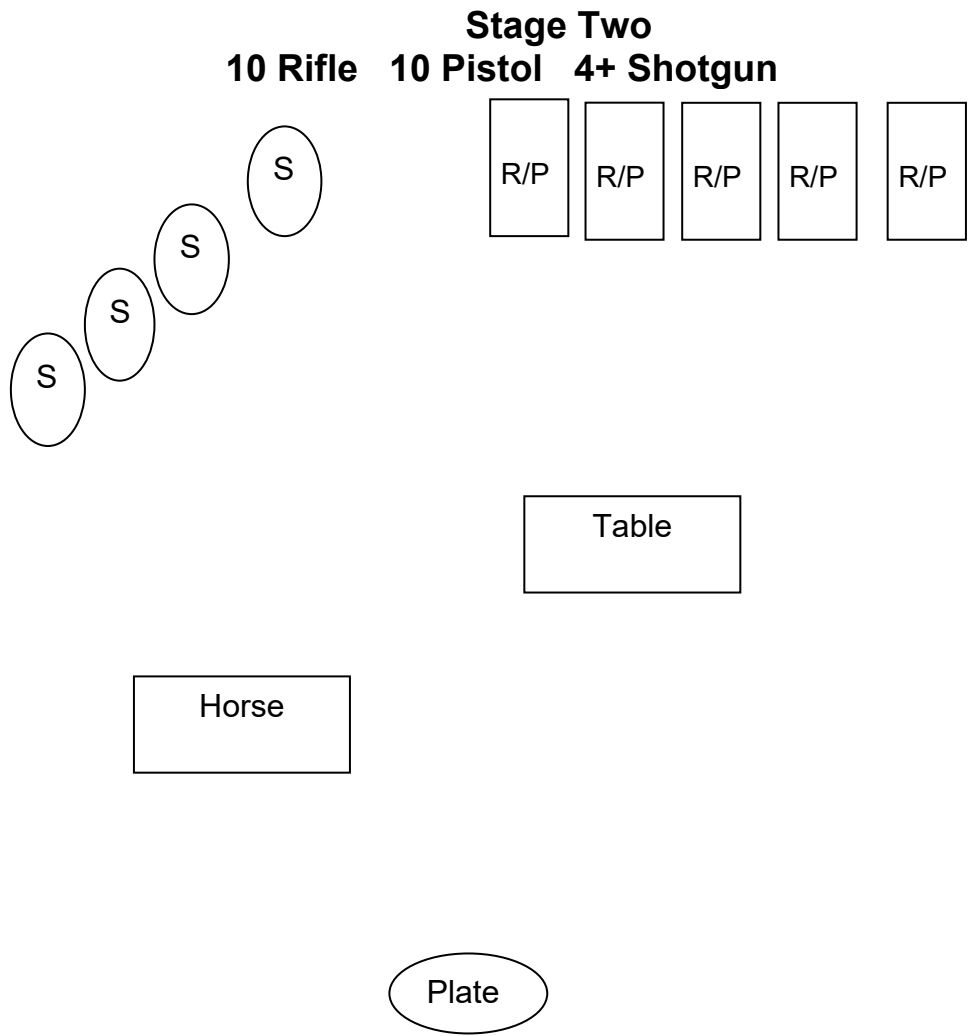 Stage Two
10 Rifle 10 Pistol 4+ Shotgun
S
R/P R/P R/P R/P R/P
S
S
S
Table
Horse
Plate